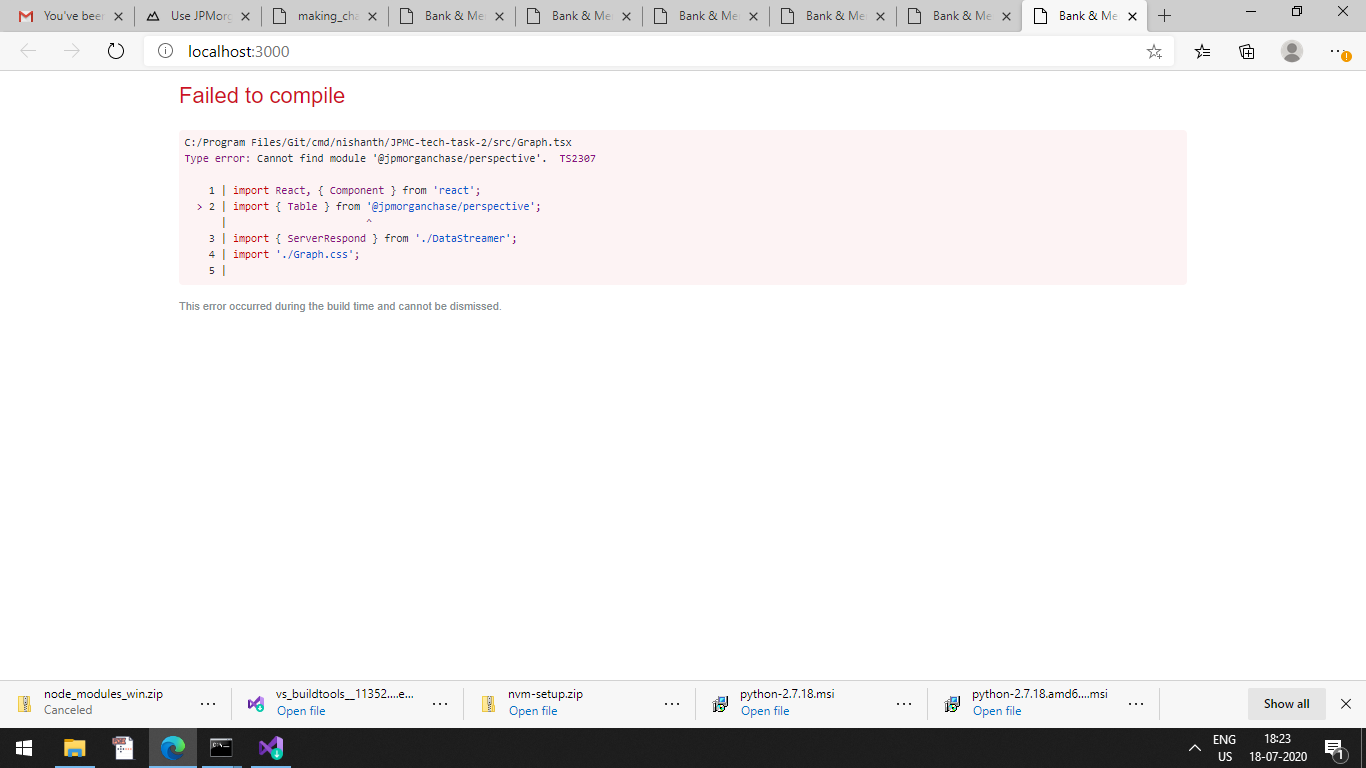 You've bee
Use JPMorg
making_cha
Bank & Me
Bank & Me
Bank & Me
Bank & Me
Bank & Me
Bank & Me
localhost:3000
Failed to compile
C:/Program Files/Git/cmd/nishanth/JPMC-tech-task-2/src/Graph.tsx
Type error: Cannot find module '@jpmorganchase/perspective'.  TS2307
1 | import React, { Component } from 'react';
> 2 | import { Table } from '@jpmorganchase/perspective';
| ^
3 | import { ServerRespond } from './DataStreamer';
4 | import './Graph.css';
5 |
This error occurred during the build time and cannot be dismissed.
node_modules_win.zip
Canceled
vs_buildtools__11352....e...
Open file
nvm-setup.zip
Open file
python-2.7.18.msi
Open file
python-2.7.18.amd6....msi
Open file
Show all
ENG
US
18:23
18-07-2020
1